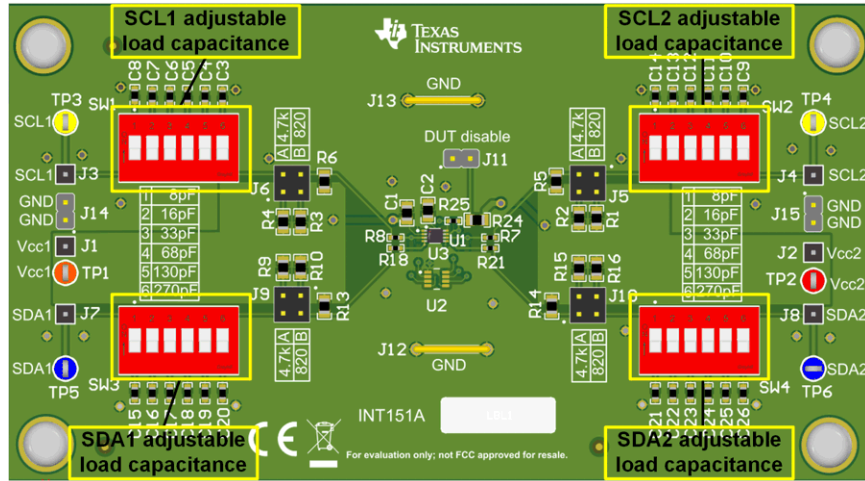 SCL1 adjustable
load capacitance
SCL2 adjustable
load capacitance
TEXAS
INSTRUMENTS
C8
C7
C6
C5
C3
C14
C13
C12
C10
C9
TP3
SW1
SCL1
SCL1
J3
GND
GND
J14
Vcc1
J1
Vcc1
TP1
SDA1
J7
SDA1
TP5
SW3
1 8pF
2 16pF
3 33pF
4 68pF
5 130pF
6 270pF
A 4.7k
B 820
J6
R6
R4
R3
R9
R10
J9
R13
4.7k A
820 B
GND
J13
DUT disable
J11
C1
C2
R25
R24
U1
R8
R18
U3
R7
R21
U2
J12
GND
A 4.7k
B 820
R5
J5
R2
R1
R15
R16
R14
J10
4.7k A
820 B
SW2
TP4
SCL2
J4
SCL2
GND
GND
J15
J2
Vcc2
TP2
Vcc2
J8
SDA2
SDA2
TP6
SW4
1 8pF
2 16pF
3 33pF
4 68pF
5 130pF
6 270pF
C15
C16
C17
C18
C19
C20
C21
C22
C23
C24
C25
C26
SDA1 adjustable
load capacitance
SDA2 adjustable
load capacitance
INT151A
CE
For evaluation only; not FCC approved for resale.